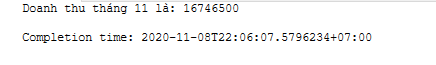 Doanh thu tháng 11 là: 16746500
Completion time: 2020-11-08T22:06:07.5796234+07:00